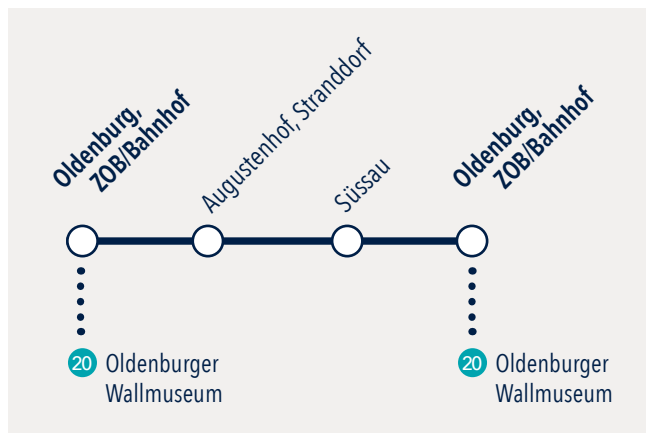 Oldenburg,
ZOB/Bahnhof
Augustenhof, Stranddorf
Süssau
Oldenburg,
ZOB/Bahnhof
20 Oldenburger
Wallmuseum
20 Oldenburger
Wallmuseum